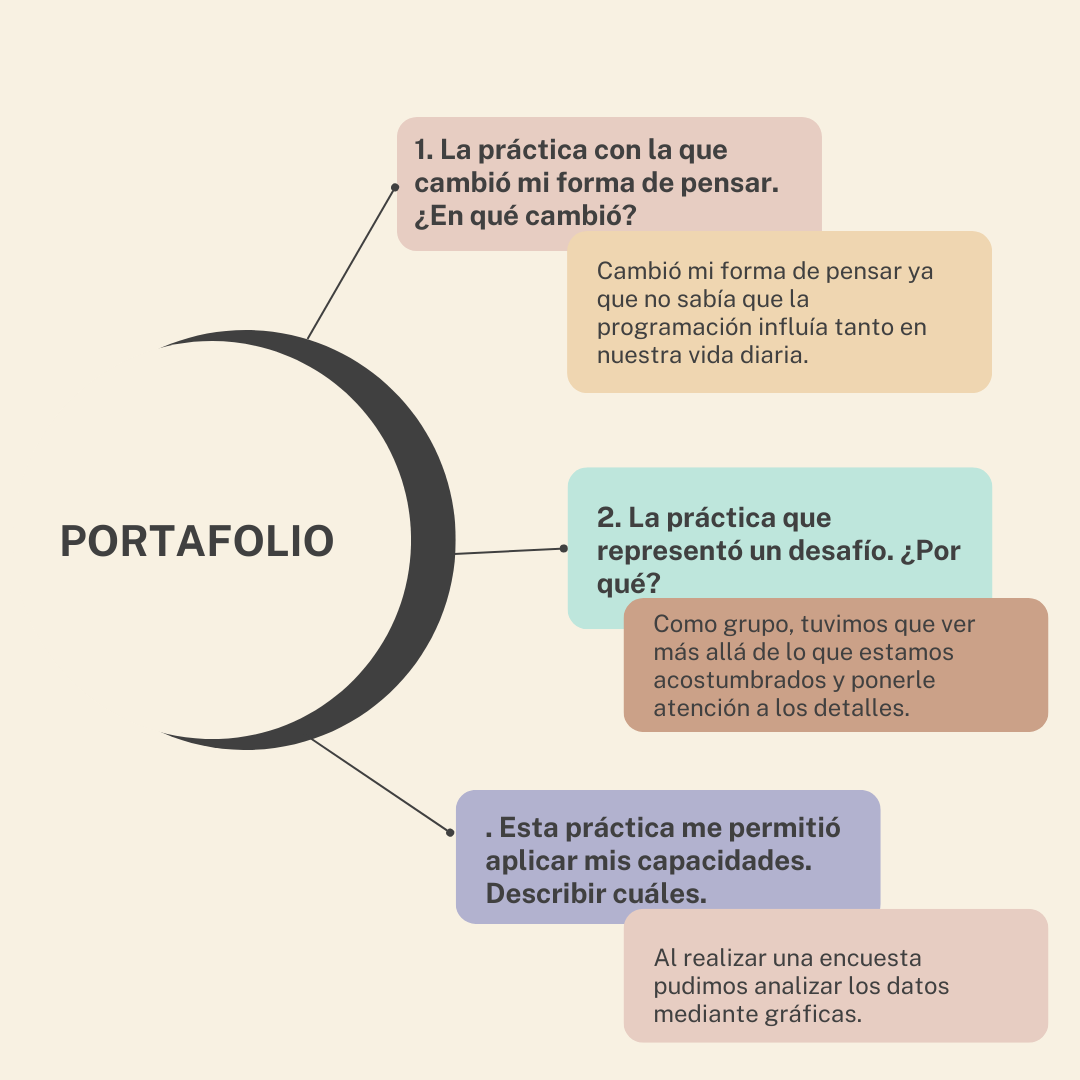 PORTAFOLIO
1. La práctica con la que
cambió mi forma de pensar.
¿En qué cambió?
Cambió mi forma de pensar ya
que no sabía que la
programación influía tanto en
nuestra vida diaria.
2. La práctica que
representó un desafío. ¿Por
qué?
Como grupo, tuvimos que ver
más allá de lo que estamos
acostumbrados y ponerle
atención a los detalles.
. Esta práctica me permitió
aplicar mis capacidades.
Describir cuáles.
Al realizar una encuesta
pudimos analizar los datos
mediante gráficas.